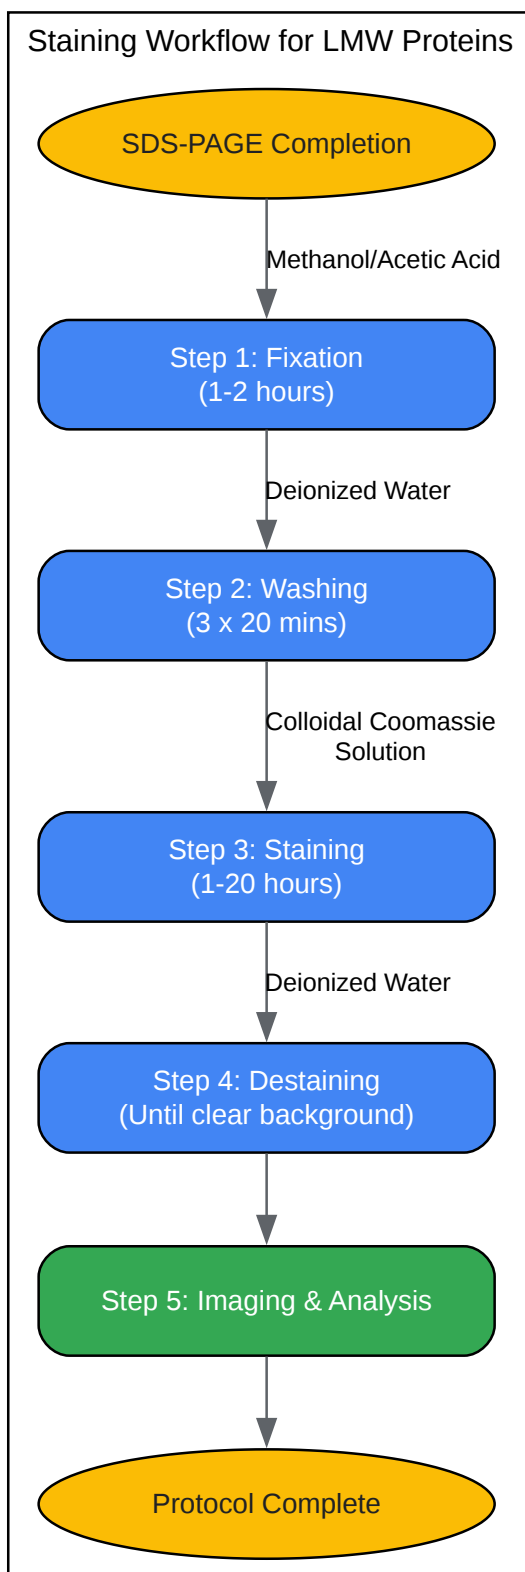 Staining Workflow for LMW Proteins
SDS-PAGE Completion
Methanol/Acetic Acid
Step 1: Fixation
(1-2 hours)
Deionized Water
Step 2: Washing
(3 x 20 mins)
Colloidal Coomassie
Solution
Step 3: Staining
(1-20 hours)
Deionized Water
Step 4: Destaining
(Until clear background)
Step 5: Imaging & Analysis
Protocol Complete